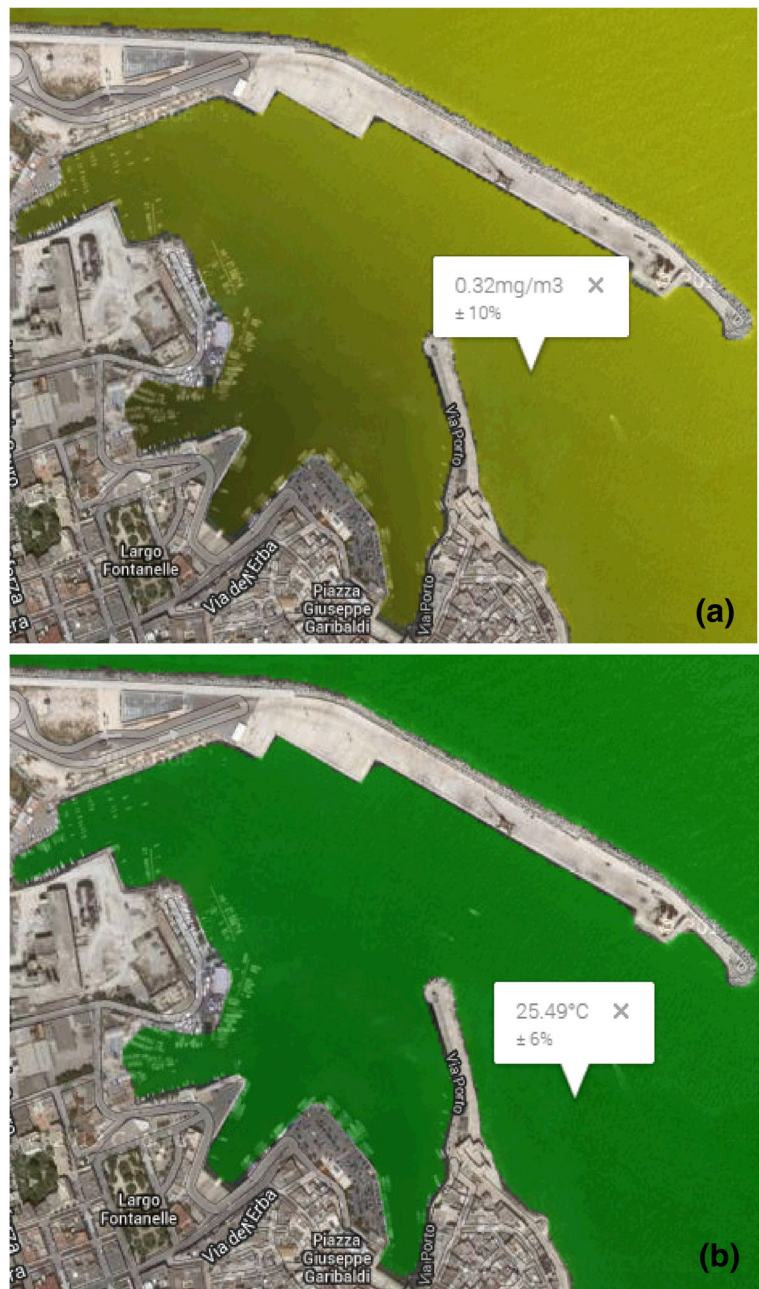 0.32mg/m3 ×
± 10%
Via Porto
Largo
Fontanelle
Via de N Erba
Piazza
Giuseppe
Garibaldi
Via Porto
(a)
25.49°C ×
± 6%
Via Porto
Largo
Fontanelle
Via de N Erba
Piazza
Giuseppe
Garibaldi
Via Porto
(b)